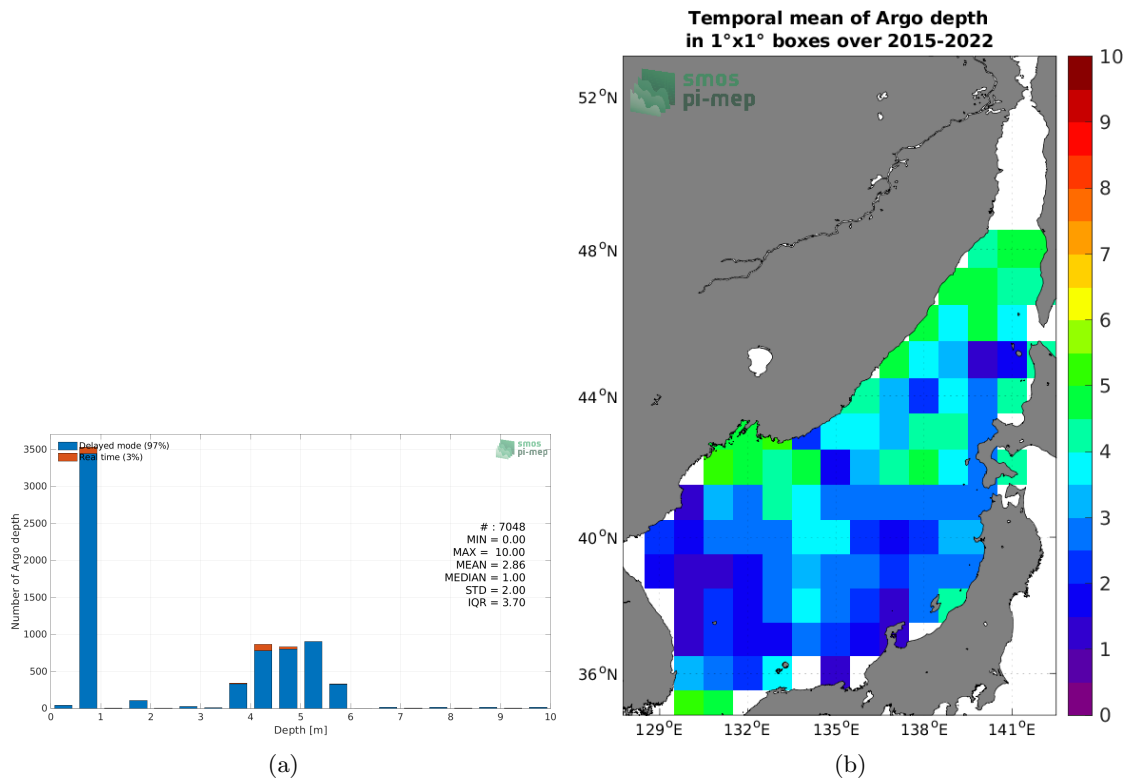 3500
3000
2500
2000
1500
1000
500
0
Number of Argo depth
Delayed mode (97%)
Real time (3%)
smos
pi-mep
# : 7048
MIN = 0.00
MAX = 10.00
MEAN = 2.86
MEDIAN = 1.00
STD = 2.00
IQR = 3.70
0 1 2 3 4 5 6 7 8 9 10
Depth [m]
(a)
Temporal mean of Argo depth
in 1°x1° boxes over 2015-2022
smos
pi-mep
52°N
48°N
44°N
40°N
36°N
129°E 132°E 135°E 138°E 141°E
10
9
8
7
6
5
4
3
2
1
0
(b)